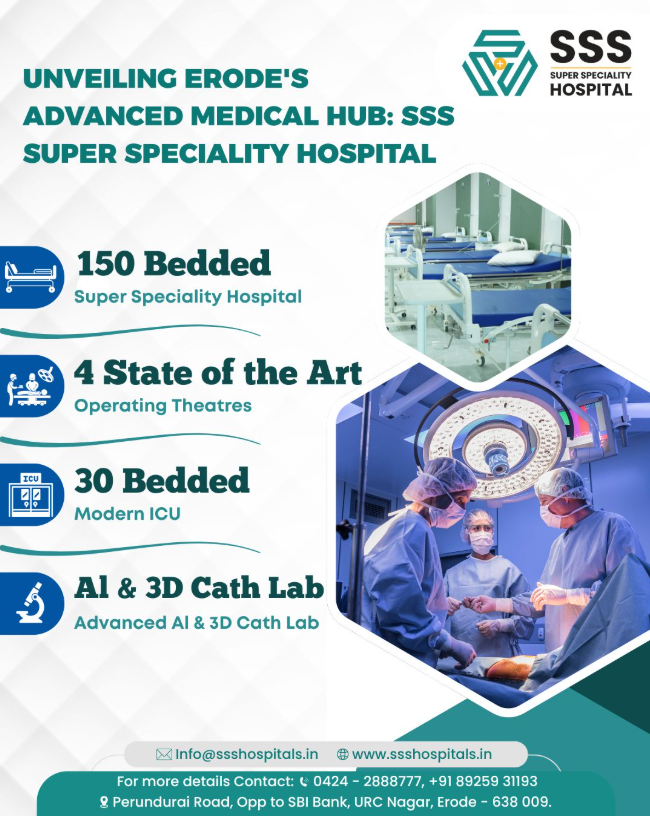 SSS
SUPER SPECIALITY
HOSPITAL
UNVEILING ERODE'S
ADVANCED MEDICAL HUB: SSS
SUPER SPECIALITY HOSPITAL
150 Bedded
Super Speciality Hospital
4 State of the Art
Operating Theatres
ICU
30 Bedded
Modern ICU
Al & 3D Cath Lab
Advanced Al & 3D Cath Lab
Info@ssshospitals.in www.ssshospitals.in
For more details Contact: 0424 - 2888777, +91 89259 31193
Perundurai Road, Opp to SBI Bank, URC Nagar, Erode - 638 009.